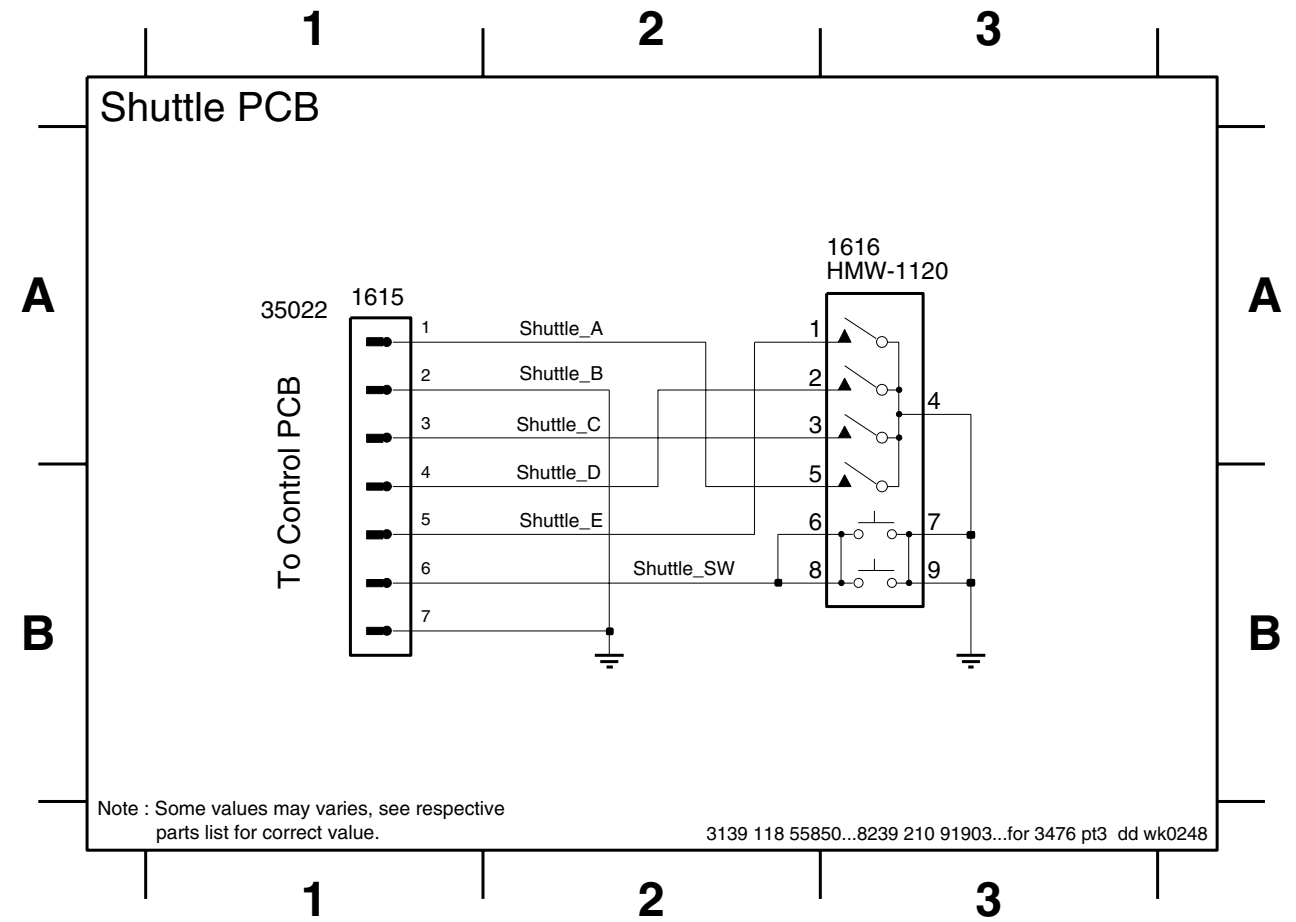 1 2 3
Shuttle PCB
A A
1616
HMW-1120
35022 1615
To Control PCB
1 Shuttle_A 1
2 Shuttle_B 2
4
3 Shuttle_C 3
4 Shuttle_D 5
5 Shuttle_E 6 7
6 Shuttle_SW 8 9
7
B B
Note : Some values may varies, see respective
parts list for correct value.
3139 118 55850...8239 210 91903...for 3476 pt3 dd wk0248
1 2 3